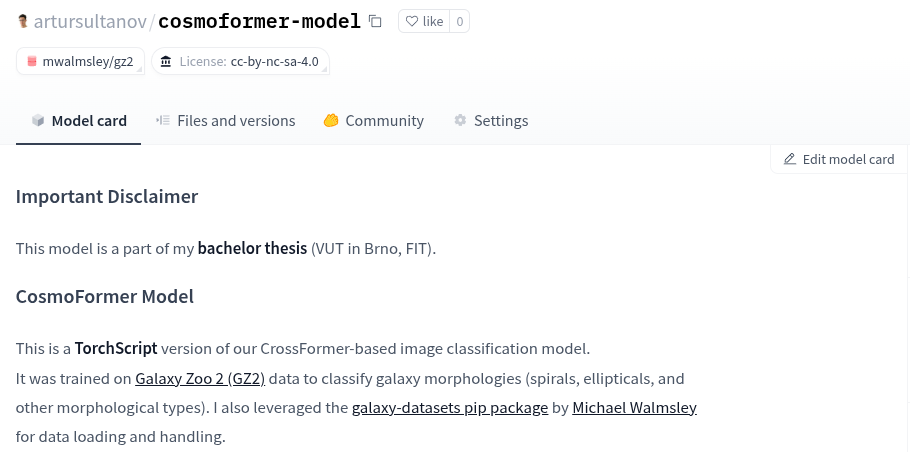 artursultanov/cosmoformer-model like 0
mwalmsley/gz2 License: cc-by-nc-sa-4.0
Model card Files and versions Community Settings
Edit model card
Important Disclaimer
This model is a part of my bachelor thesis (VUT in Brno, FIT).
CosmoFormer Model
This is a TorchScript version of our CrossFormer-based image classification model.
It was trained on Galaxy Zoo 2 (GZ2) data to classify galaxy morphologies (spirals, ellipticals, and
other morphological types). I also leveraged the galaxy-datasets pip package by Michael Walmsley
for data loading and handling.